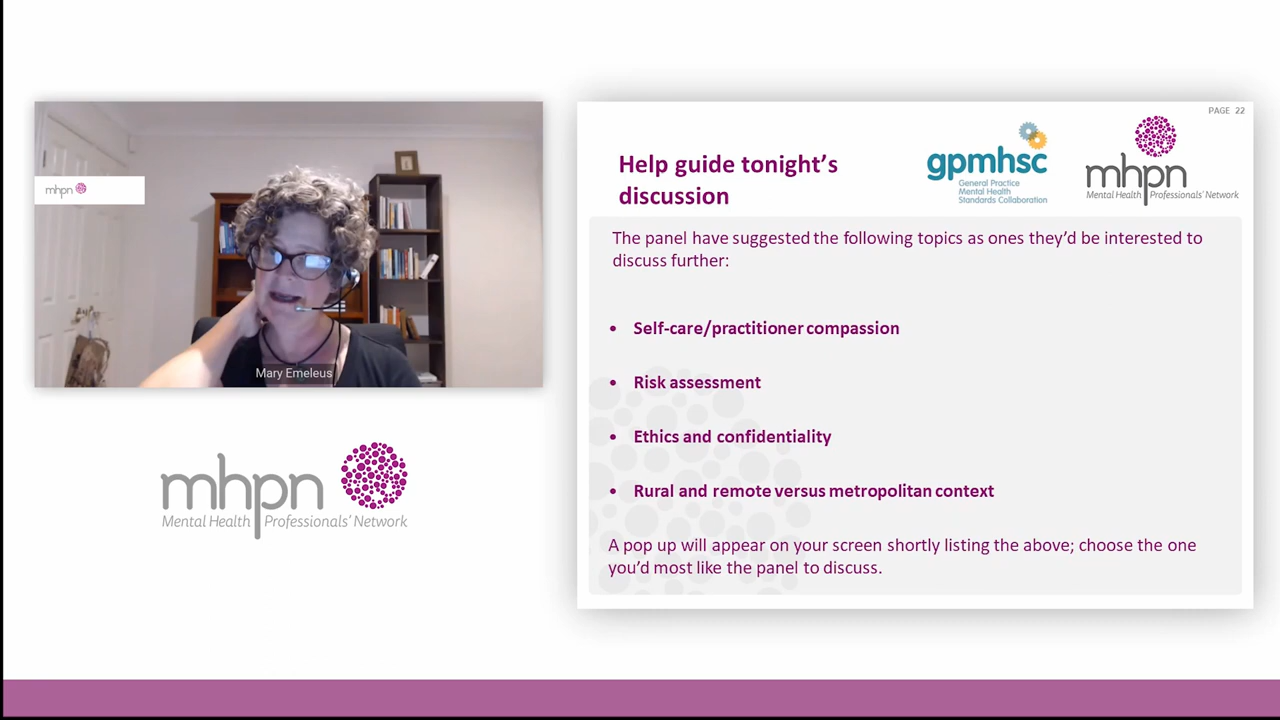 mhpn
Mary Emeleus
mhpn
Mental Health Professionals' Network
PAGE 22
Help guide tonight's
discussion
gpmhsc
General Practice
Mental Health
Standards Collaboration
mhpn
Mental Health Professionals' Network
The panel have suggested the following topics as ones they'd be interested to
discuss further:
• Self-care/practitioner compassion
• Risk assessment
• Ethics and confidentiality
• Rural and remote versus metropolitan context
A pop up will appear on your screen shortly listing the above; choose the one
you'd most like the panel to discuss.